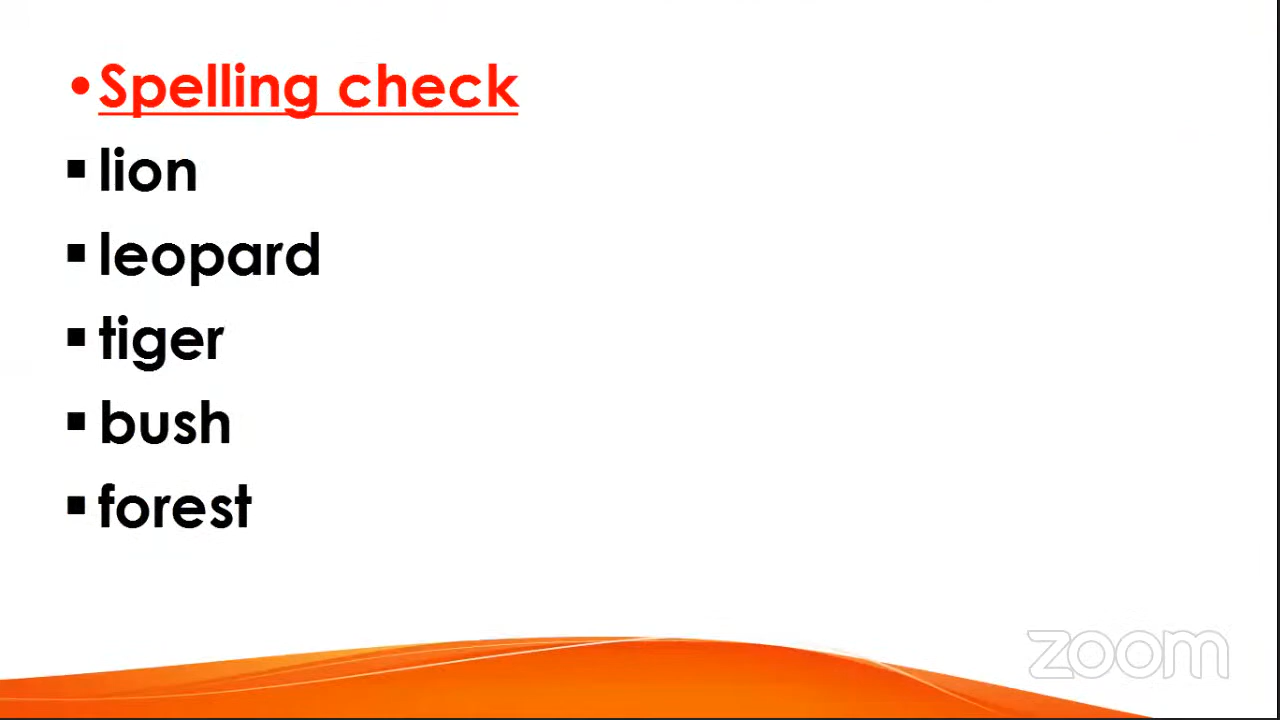 •Spelling check
▪lion
▪leopard
▪tiger
▪bush
▪forest
zoom